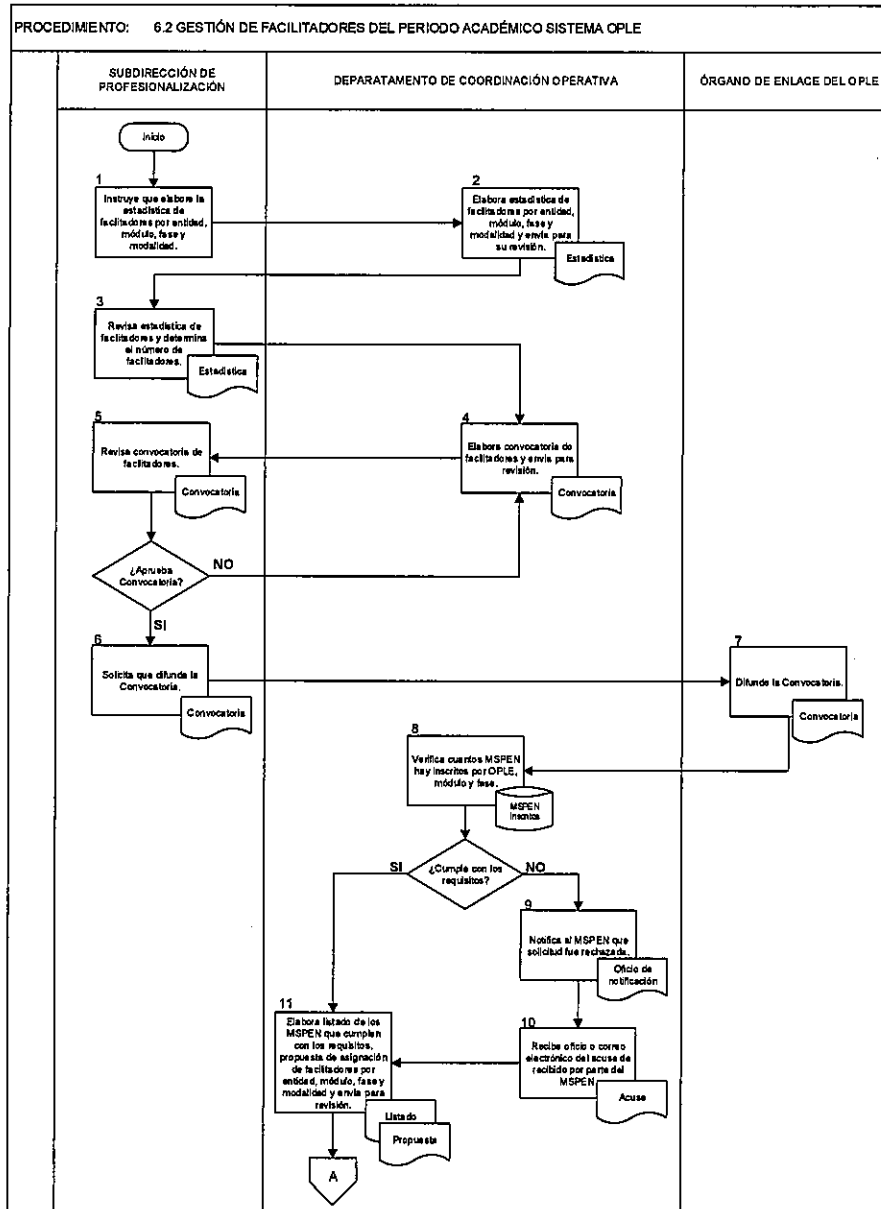 PROCEDIMIENTO: 6.2 GESTIÓN DE FACILITADORES DEL PERIODO ACADÉMICO SISTEMA OPLE
SUBDIRECCIÓN DE
PROFESIONALIZACIÓN
DEPARATAMENTO DE COORDINACIÓN OPERATIVA
ÓRGANO DE ENLACE DEL OPLE
Inicio
1
Instruye que elabore la
estadística de
facilitadores por entidad,
módulo, fase y
modalidad.
2
Elabora estadística de
facilitadores por entidad,
módulo, fase y
modalidad y envía para
su revisión.
Estadística
3
Revisa estadística de
facilitadores y determina
el número de
facilitadores.
Estadística
4
Elabora convocatoria de
facilitadores y envía para
revisión.
Convocatoria
5
Revisa convocatoria de
facilitadores.
Convocatoria
¿Aprueba
Convocatoria?
NO
SI
6
Solicita que difunda la
Convocatoria.
Convocatoria
7
Difunde la Convocatoria.
Convocatoria
8
Verifica cuantos MSPEN
hay inscritos por OPLE,
módulo y fase.
MSPEN
inscritos
¿Cumple con los
requisitos?
SI
NO
9
Notifica al MSPEN que
solicitud fue rechazada.
Oficio de
notificación
10
Recibe oficio o correo
electrónico del acuse de
recibido por parte del
MSPEN
Acuse
11
Elabora listado de los
MSPEN que cumplen
con los requisitos,
propuesta de asignación
de facilitadores por
entidad, módulo, fase y
modalidad y envía para
revisión.
Listado
Propuesta
A